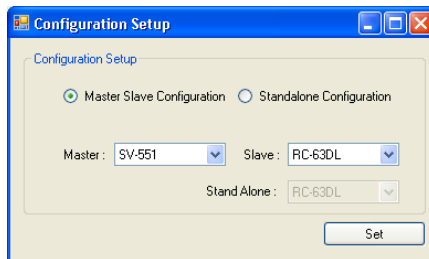 Configuration Setup
Configuration Setup
Master Slave Configuration Standalone Configuration
Master : SV-551 Slave : RC-63DL
Stand Alone : RC-63DL
Set